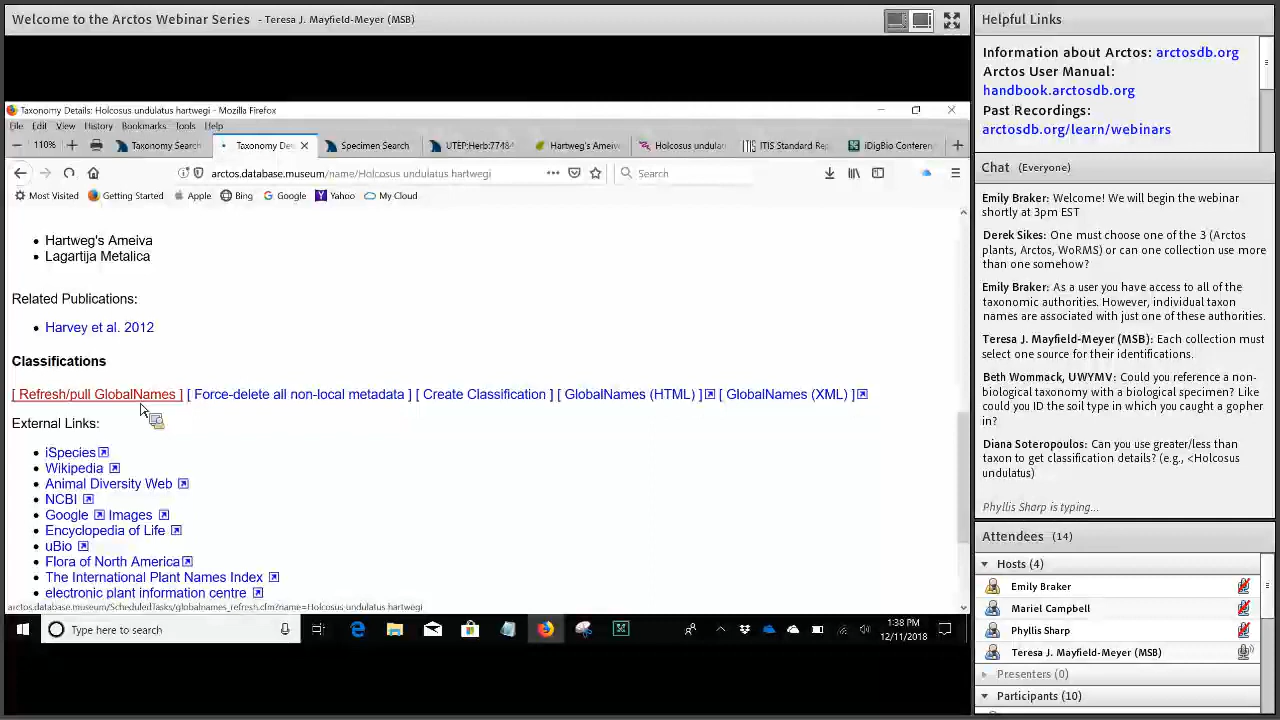 Welcome to the Arctos Webinar Series - Teresa J. Mayfield-Meyer (MSB)
Taxonomy Details: Holcosus undulatus hartwegi - Mozilla Firefox
File Edit View History Bookmarks Tools Help
110% Taxonomy Search Taxonomy Det Specimen Search UTEP:Herb:77484 Hartweg's Ameiv Holcosus undulat ITIS Standard Rep iDigBio Conferen
arctos.database.museum/name/Holcosus undulatus hartwegi Search
Most Visited Getting Started Apple Bing Google Yahoo My Cloud
Hartweg's Ameiva
Lagartija Metalica
Related Publications:
Harvey et al. 2012
Classifications
[ Refresh/pull GlobalNames ] [ Force-delete all non-local metadata ] [ Create Classification ] [ GlobalNames (HTML) ] [ GlobalNames (XML) ]
External Links:
iSpecies
Wikipedia
Animal Diversity Web
NCBI
Google Images
Encyclopedia of Life
uBio
Flora of North America
The International Plant Names Index
electronic plant information centre
arctos.database.museum/ScheduledTasks/globalnames_refresh.cfm?name=Holcosus undulatus hartwegi
Type here to search
1:38 PM
12/11/2018
Helpful Links
Information about Arctos: arctosdb.org
Arctos User Manual:
handbook.arctosdb.org
Past Recordings:
arctosdb.org/learn/webinars
Chat (Everyone)
Emily Braker: Welcome! We will begin the webinar
shortly at 3pm EST
Derek Sikes: One must choose one of the 3 (Arctos
plants, Arctos, WoRMS) or can one collection use more
than one somehow?
Emily Braker: As a user you have access to all of the
taxonomic authorities. However, individual taxon
names are associated with just one of these authorities.
Teresa J. Mayfield-Meyer (MSB): Each collection must
select one source for their identifications.
Beth Wommack, UWYMV: Could you reference a non-
biological taxonomy with a biological specimen? Like
could you ID the soil type in which you caught a gopher
in?
Diana Soteropoulos: Can you use greater/less than
taxon to get classification details? (e.g., <Holcosus
undulatus)
Phyllis Sharp is typing...
Attendees (14)
Hosts (4)
Emily Braker
Mariel Campbell
Phyllis Sharp
Teresa J. Mayfield-Meyer (MSB)
Presenters (0)
Participants (10)